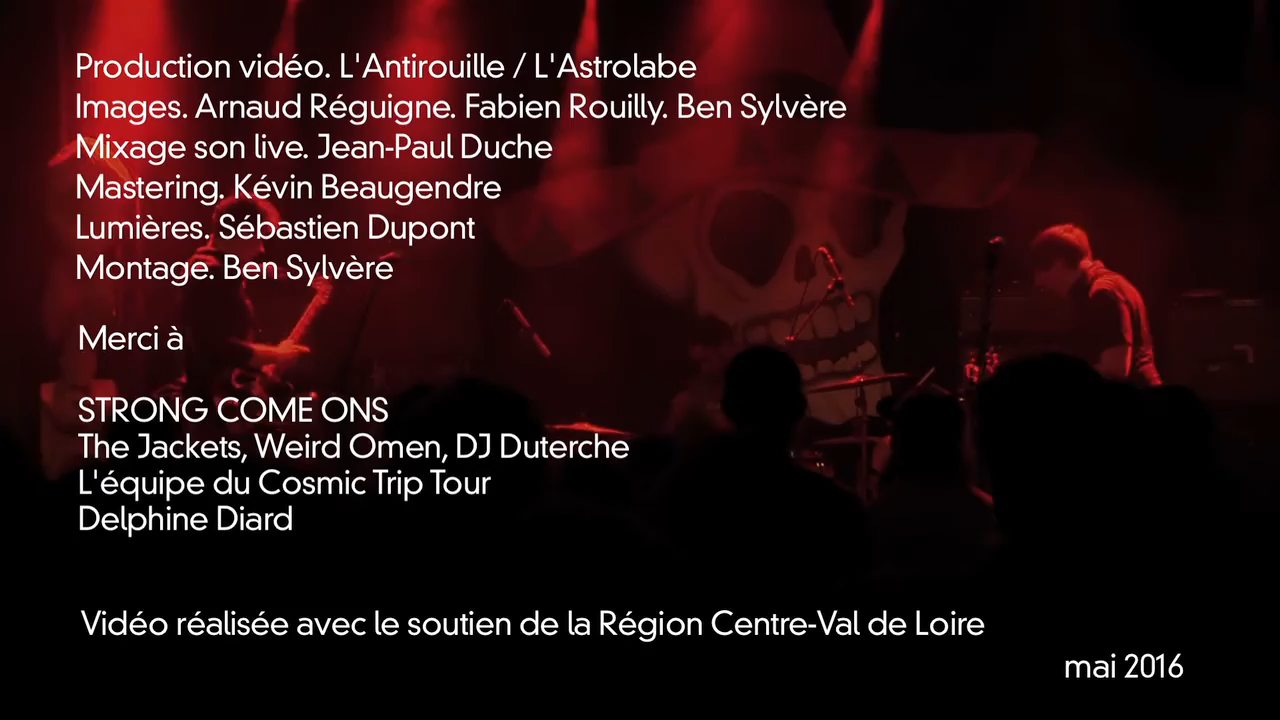 Production vidéo. L'Antirouille / L'Astrolabe
Images. Arnaud Réguigne. Fabien Rouilly. Ben Sylvère
Mixage son live. Jean-Paul Duche
Mastering. Kévin Beaugendre
Lumières. Sébastien Dupont
Montage. Ben Sylvère
Merci à
STRONG COME ONS
The Jackets, Weird Omen, DJ Duterche
L'équipe du Cosmic Trip Tour
Delphine Diard
Vidéo réalisée avec le soutien de la Région Centre-Val de Loire
mai 2016